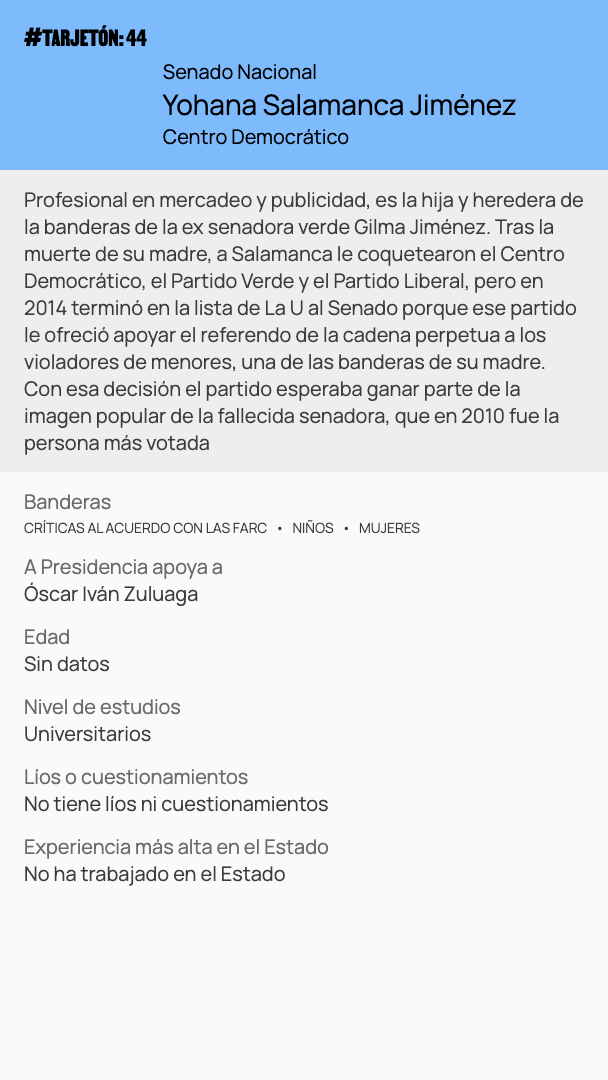 #TARJETÓN: 44
Senado Nacional
Yohana Salamanca Jiménez
Centro Democrático
Profesional en mercadeo y publicidad, es la hija y heredera de
la banderas de la ex senadora verde Gilma Jiménez. Tras la
muerte de su madre, a Salamanca le coquetearon el Centro
Democrático, el Partido Verde y el Partido Liberal, pero en
2014 terminó en la lista de La U al Senado porque ese partido
le ofreció apoyar el referendo de la cadena perpetua a los
violadores de menores, una de las banderas de su madre.
Con esa decisión el partido esperaba ganar parte de la
imagen popular de la fallecida senadora, que en 2010 fue la
persona más votada
Banderas
CRÍTICAS AL ACUERDO CON LAS FARC • NIÑOS • MUJERES
A Presidencia apoya a
Óscar Iván Zuluaga
Edad
Sin datos
Nivel de estudios
Universitarios
Líos o cuestionamientos
No tiene líos ni cuestionamientos
Experiencia más alta en el Estado
No ha trabajado en el Estado